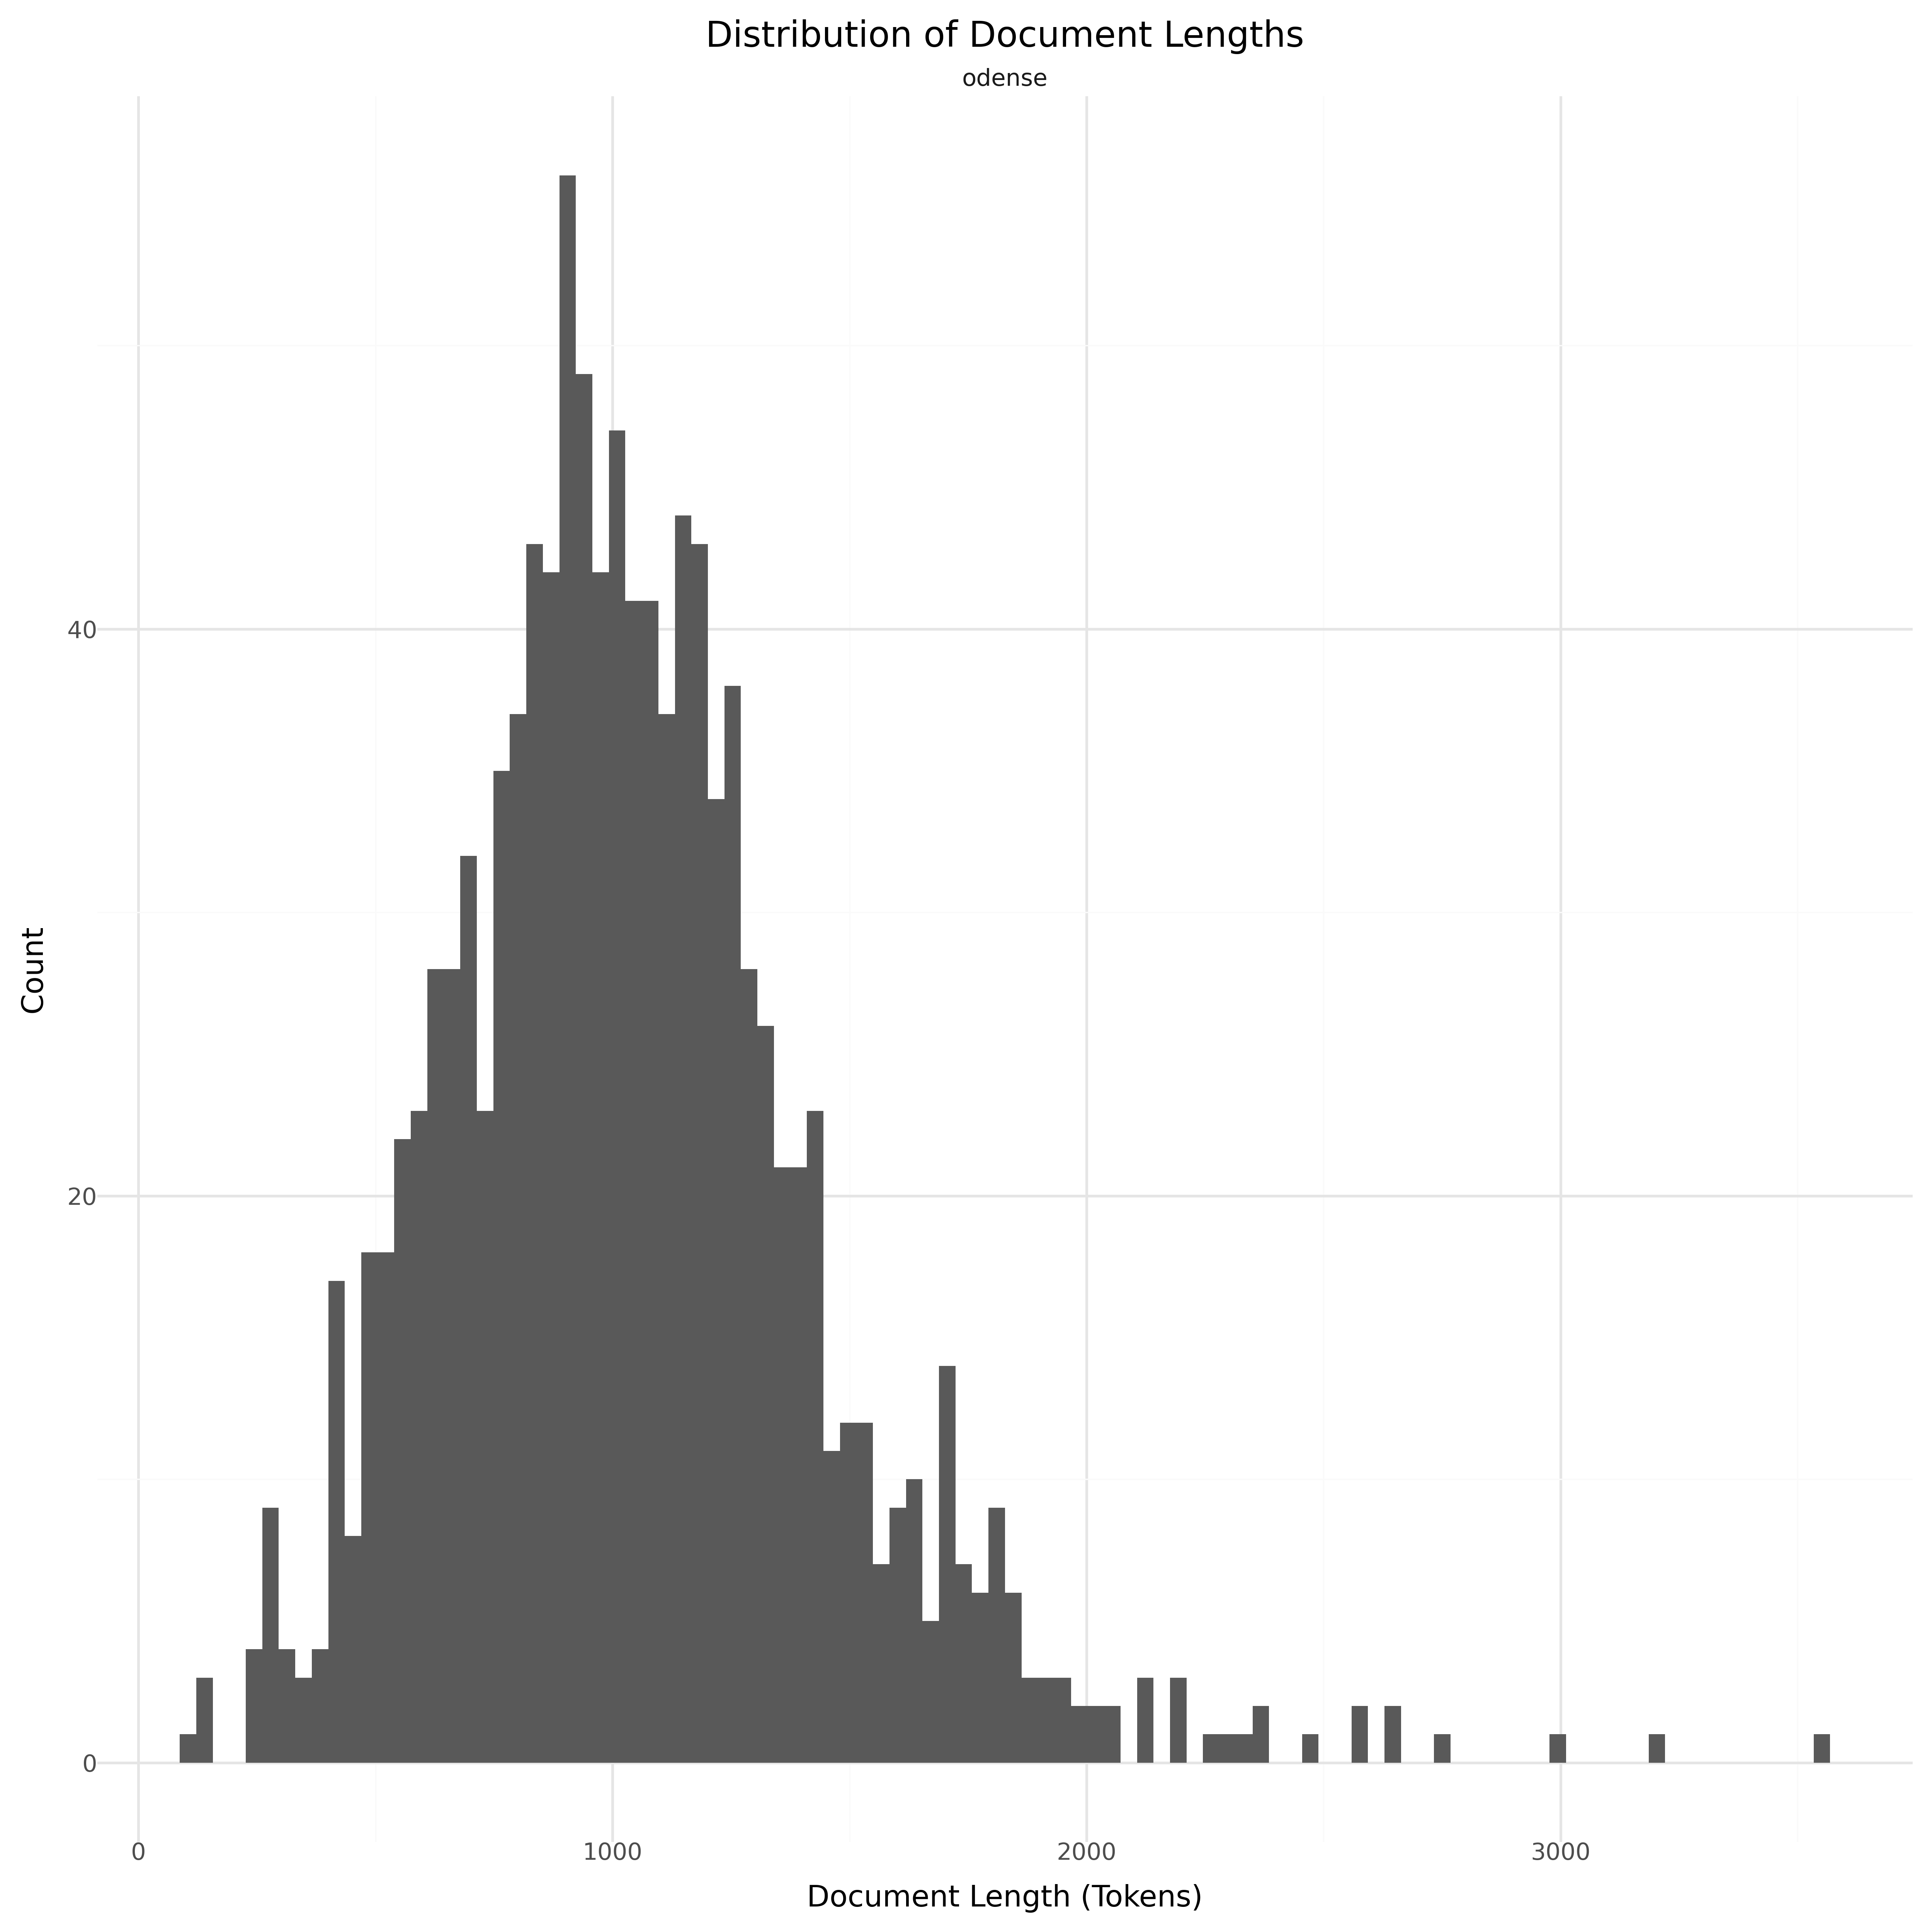 Distribution of Document Lengths
odense
40
20
0
Count
0 1000 2000 3000
Document Length (Tokens)